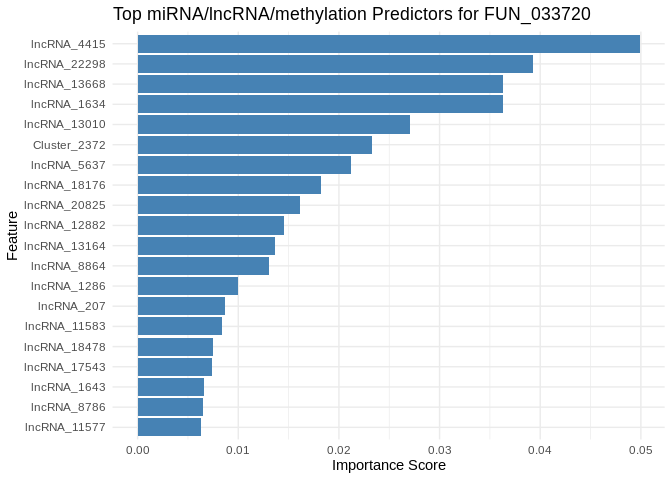 Top miRNA/lncRNA/methylation Predictors for FUN_033720
Feature
lncRNA_4415
lncRNA_22298
lncRNA_13668
lncRNA_1634
lncRNA_13010
Cluster_2372
lncRNA_5637
lncRNA_18176
lncRNA_20825
lncRNA_12882
lncRNA_13164
lncRNA_8864
lncRNA_1286
lncRNA_207
lncRNA_11583
lncRNA_18478
lncRNA_17543
lncRNA_1643
lncRNA_8786
lncRNA_11577
0.00 0.01 0.02 0.03 0.04 0.05
Importance Score